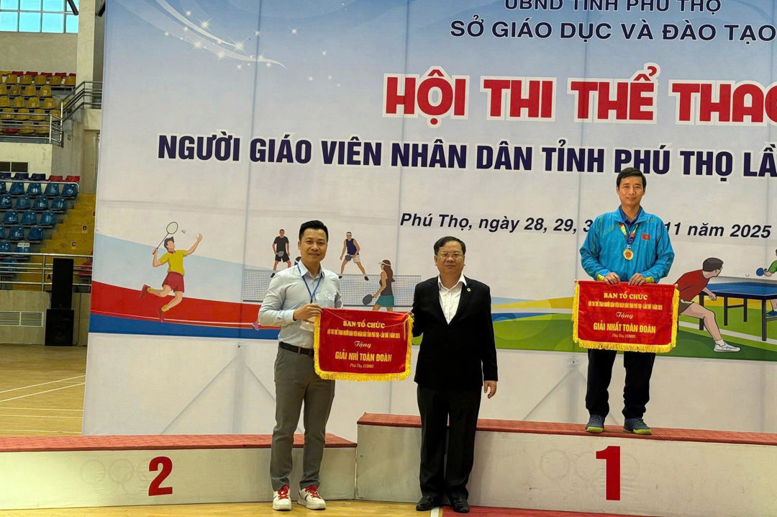 UBND TỈNH PHÚ THỌ
SỞ GIÁO DỤC VÀ ĐÀO TẠO
HỘI THI THỂ THAO
NGƯỜI GIÁO VIÊN NHÂN DÂN TỈNH PHÚ THỌ LẦ
Phú Thọ, ngày 28, 29, 3 11 năm 2025
BAN TỔ CHỨC
Tặng
GIẢI NHÌ TOÀN ĐOÀN
BAN TỔ CHỨC
Tặng
GIẢI NHẤT TOÀN ĐOÀN
2
1